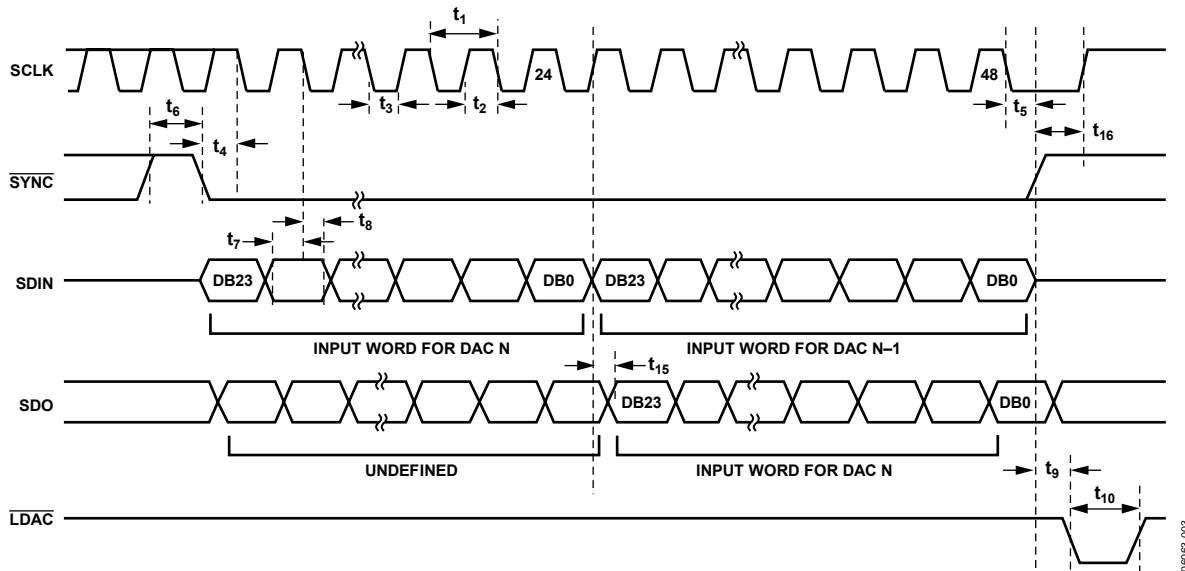 t1
SCLK
24
48
t3
t2
t5
t6
t4
t16
SYNC
t8
t7
SDIN
DB23
DB0
DB23
DB0
INPUT WORD FOR DAC N
INPUT WORD FOR DAC N–1
t15
SDO
DB23
DB0
UNDEFINED
INPUT WORD FOR DAC N
t9
t10
LDAC
06063-003